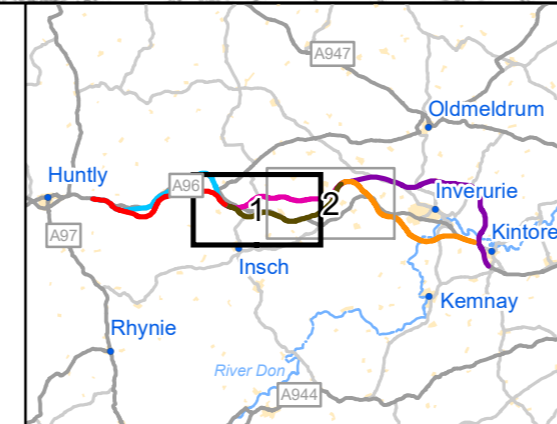 A947
Oldmeldrum
Huntly
A96
Inverurie
1
2
A97
Kintore
Insch
Kemnay
Rhynie
River Don
A944